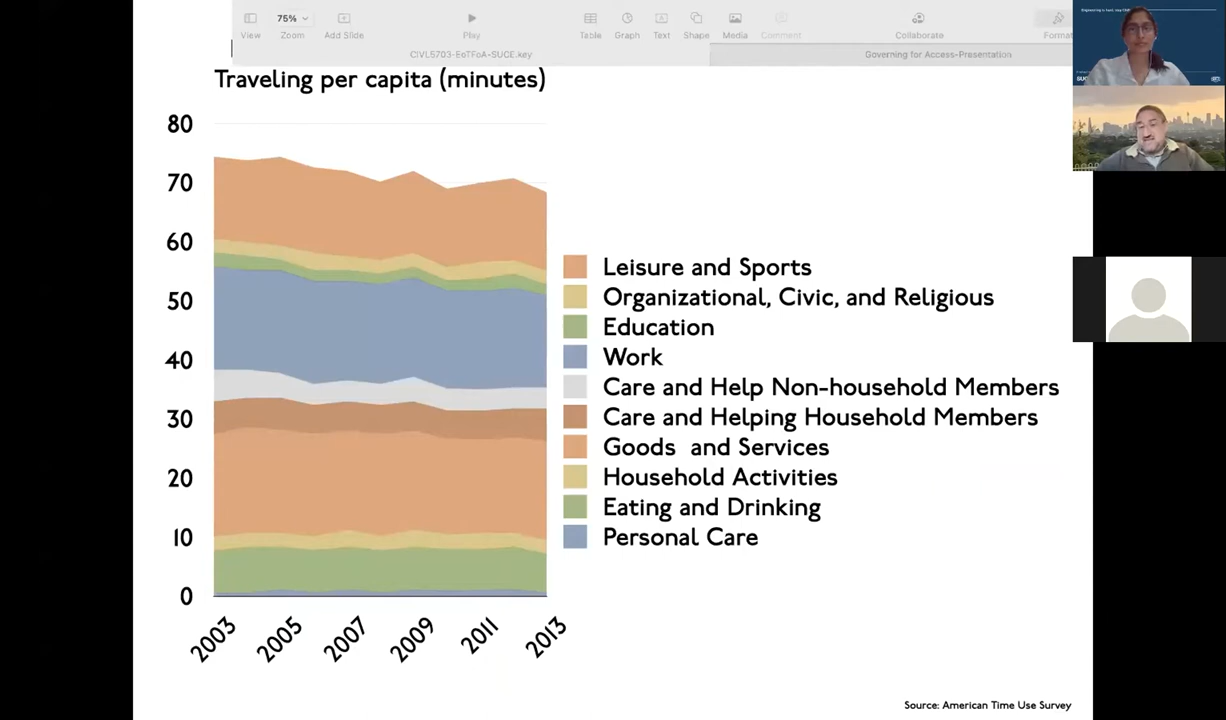 75%
View
Zoom
Add Slide
Play
Table
Graph
Text
Shape
Media
Comment
Collaborate
Format
CIVL5703-EoTFoA-SUCE.key
Governing for Access-Presentation
Traveling per capita (minutes)
80
70
60
50
40
30
20
10
0
2003
2005
2007
2009
2011
2013
Leisure and Sports
Organizational, Civic, and Religious
Education
Work
Care and Help Non-household Members
Care and Helping Household Members
Goods and Services
Household Activities
Eating and Drinking
Personal Care
Source: American Time Use Survey